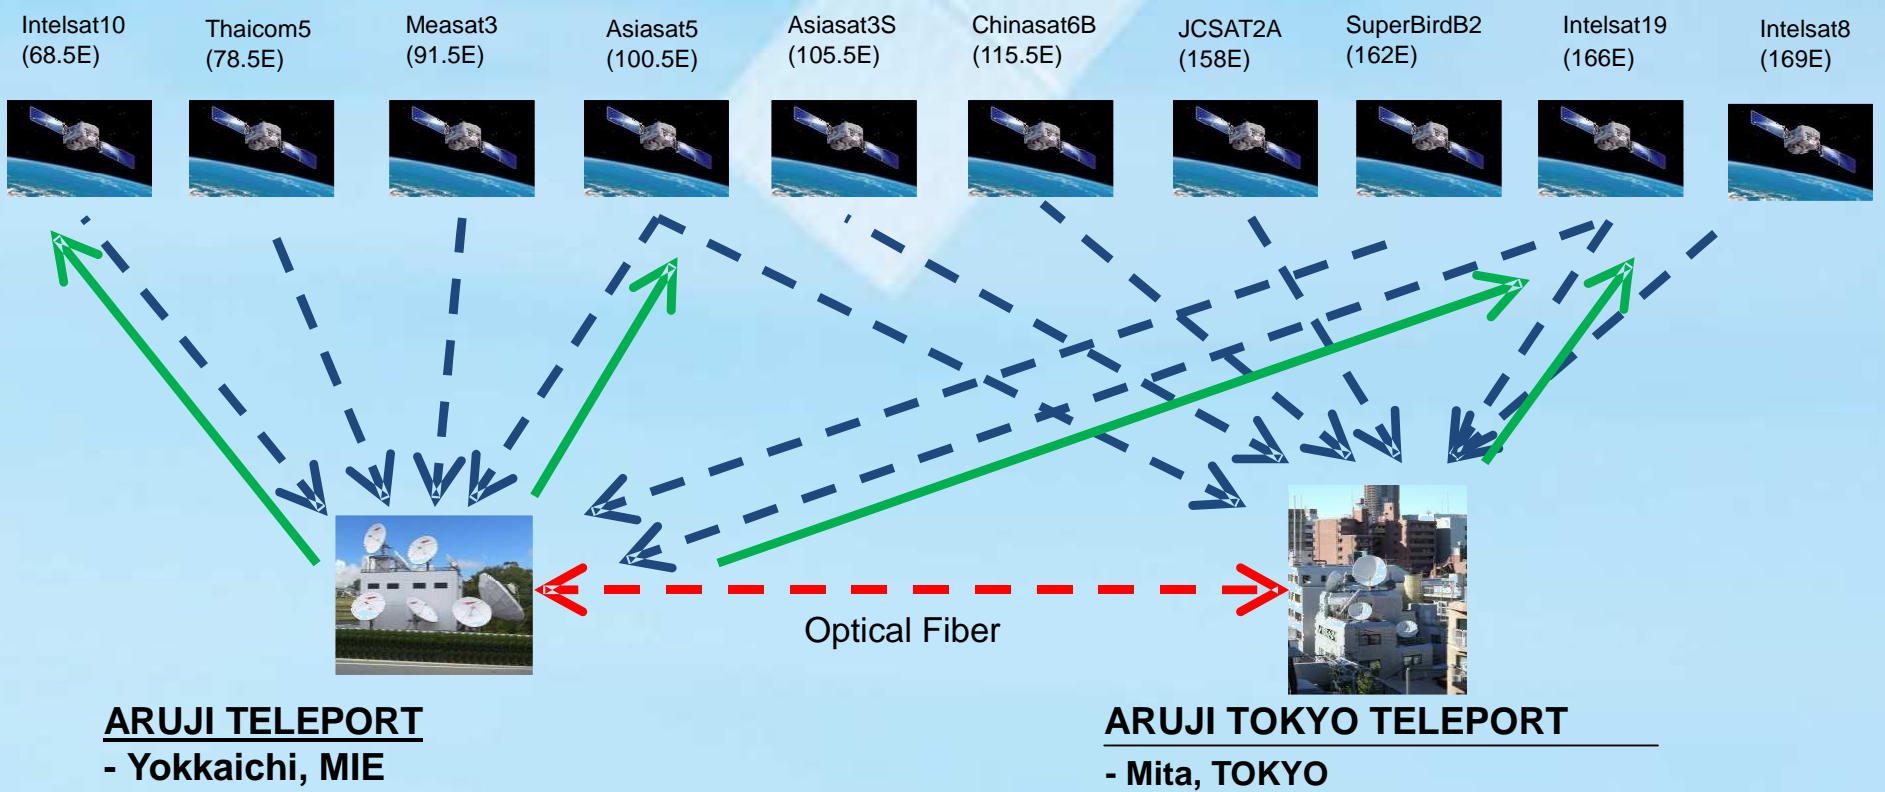 Intelsat10
(68.5E)
Thaicom5
(78.5E)
Measat3
(91.5E)
Asiasat5
(100.5E)
Asiasat3S
(105.5E)
Chinasat6B
(115.5E)
JCSAT2A
(158E)
SuperBirdB2
(162E)
Intelsat19
(166E)
Intelsat8
(169E)
Optical Fiber
ARUJI TELEPORT
- Yokkaichi, MIE
ARUJI TOKYO TELEPORT
- Mita, TOKYO